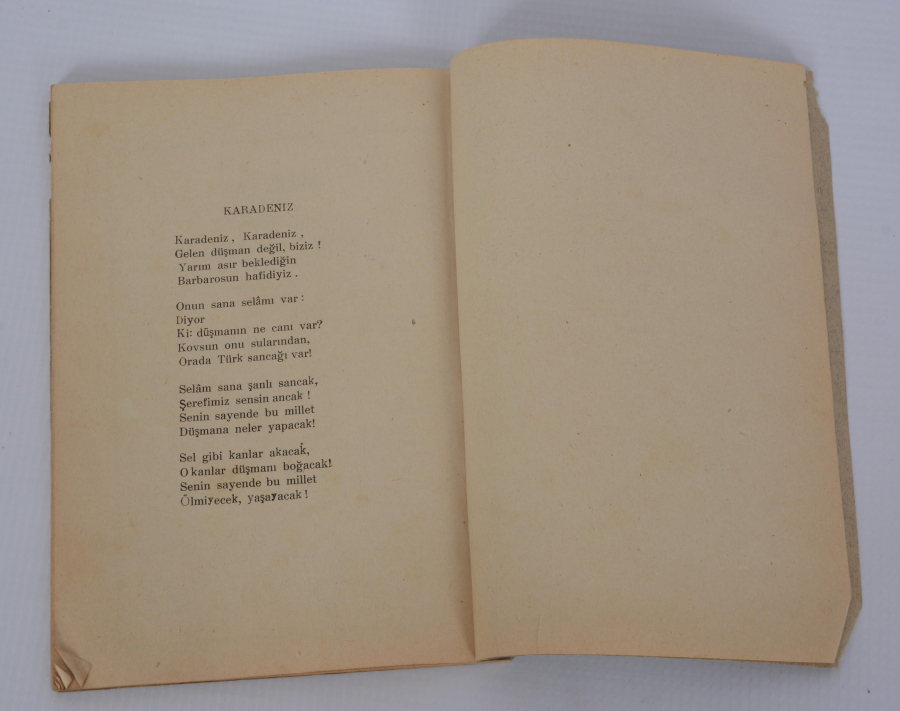 KARADENIZ
Karadeniz, Karadeniz,
Gelen düşman değil, biziz !
Yarım asır beklediğin
Barbarosun hafidiyiz .
Onun sana selâmı var :
Diyor
Ki: düşmanın ne canı var?
Kovsun onu sularından,
Orada Türk sancağı var!
Selâm sana şanlı sancak,
Şerefimiz sensin ancak !
Senin sayende bu millet
Düşmana neler yapacak!
Sel gibi kanlar akacak,
O kanlar düşmanı boğacak!
Senin sayende bu millet
Ölmiyecek, yaşayacak !